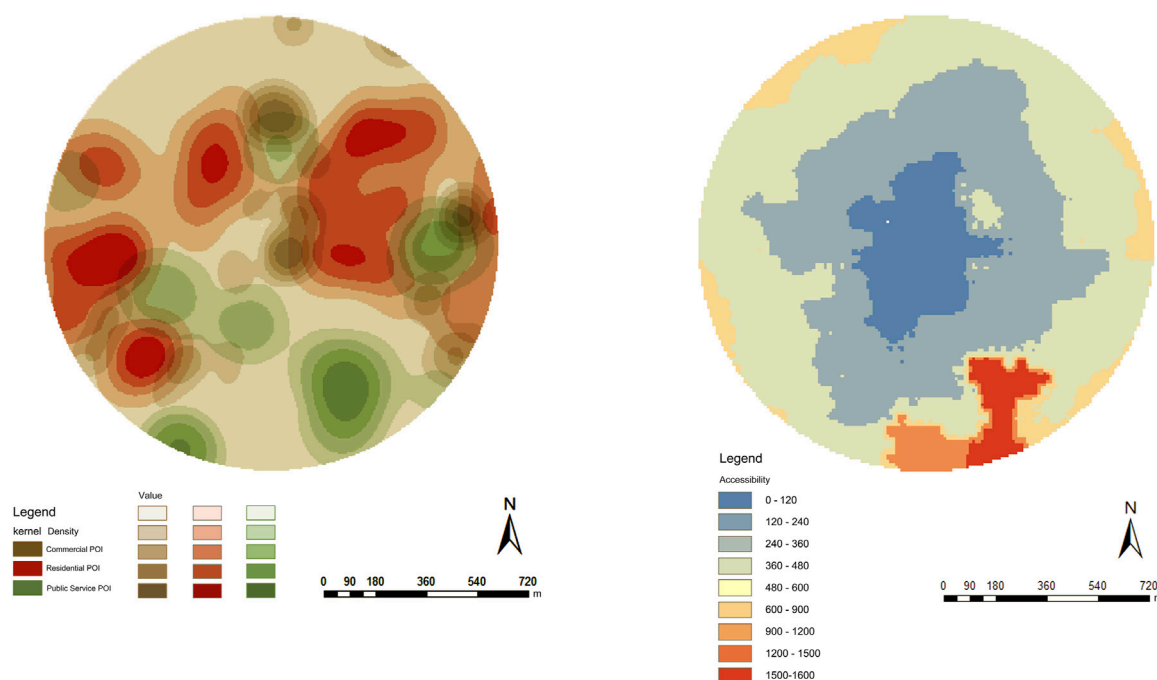 Value
Legend
kernel Density
Commercial POI
Residential POI
Public Service POI
N
0 90 180 360 540 720
m
Legend
Accessibility
0 - 120
120 - 240
240 - 360
360 - 480
480 - 600
600 - 900
900 - 1200
1200 - 1500
1500-1600
N
0 90 180 360 540 720
m